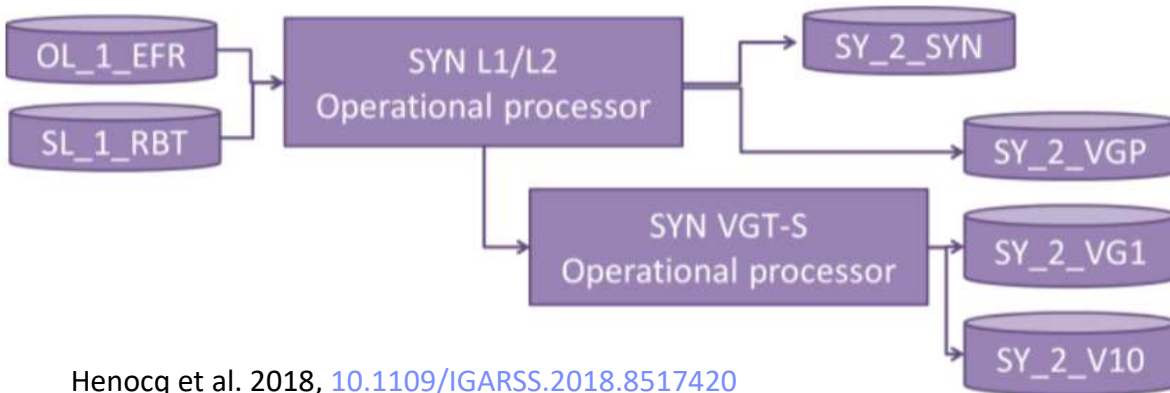 OL_1_EFR
SL_1_RBT
SYN L1/L2
Operational processor
SY_2_SYN
SY_2_VGP
SYN VGT-S
Operational processor
SY_2_VG1
SY_2_V10
Henocq et al. 2018, 10.1109/IGARSS.2018.8517420